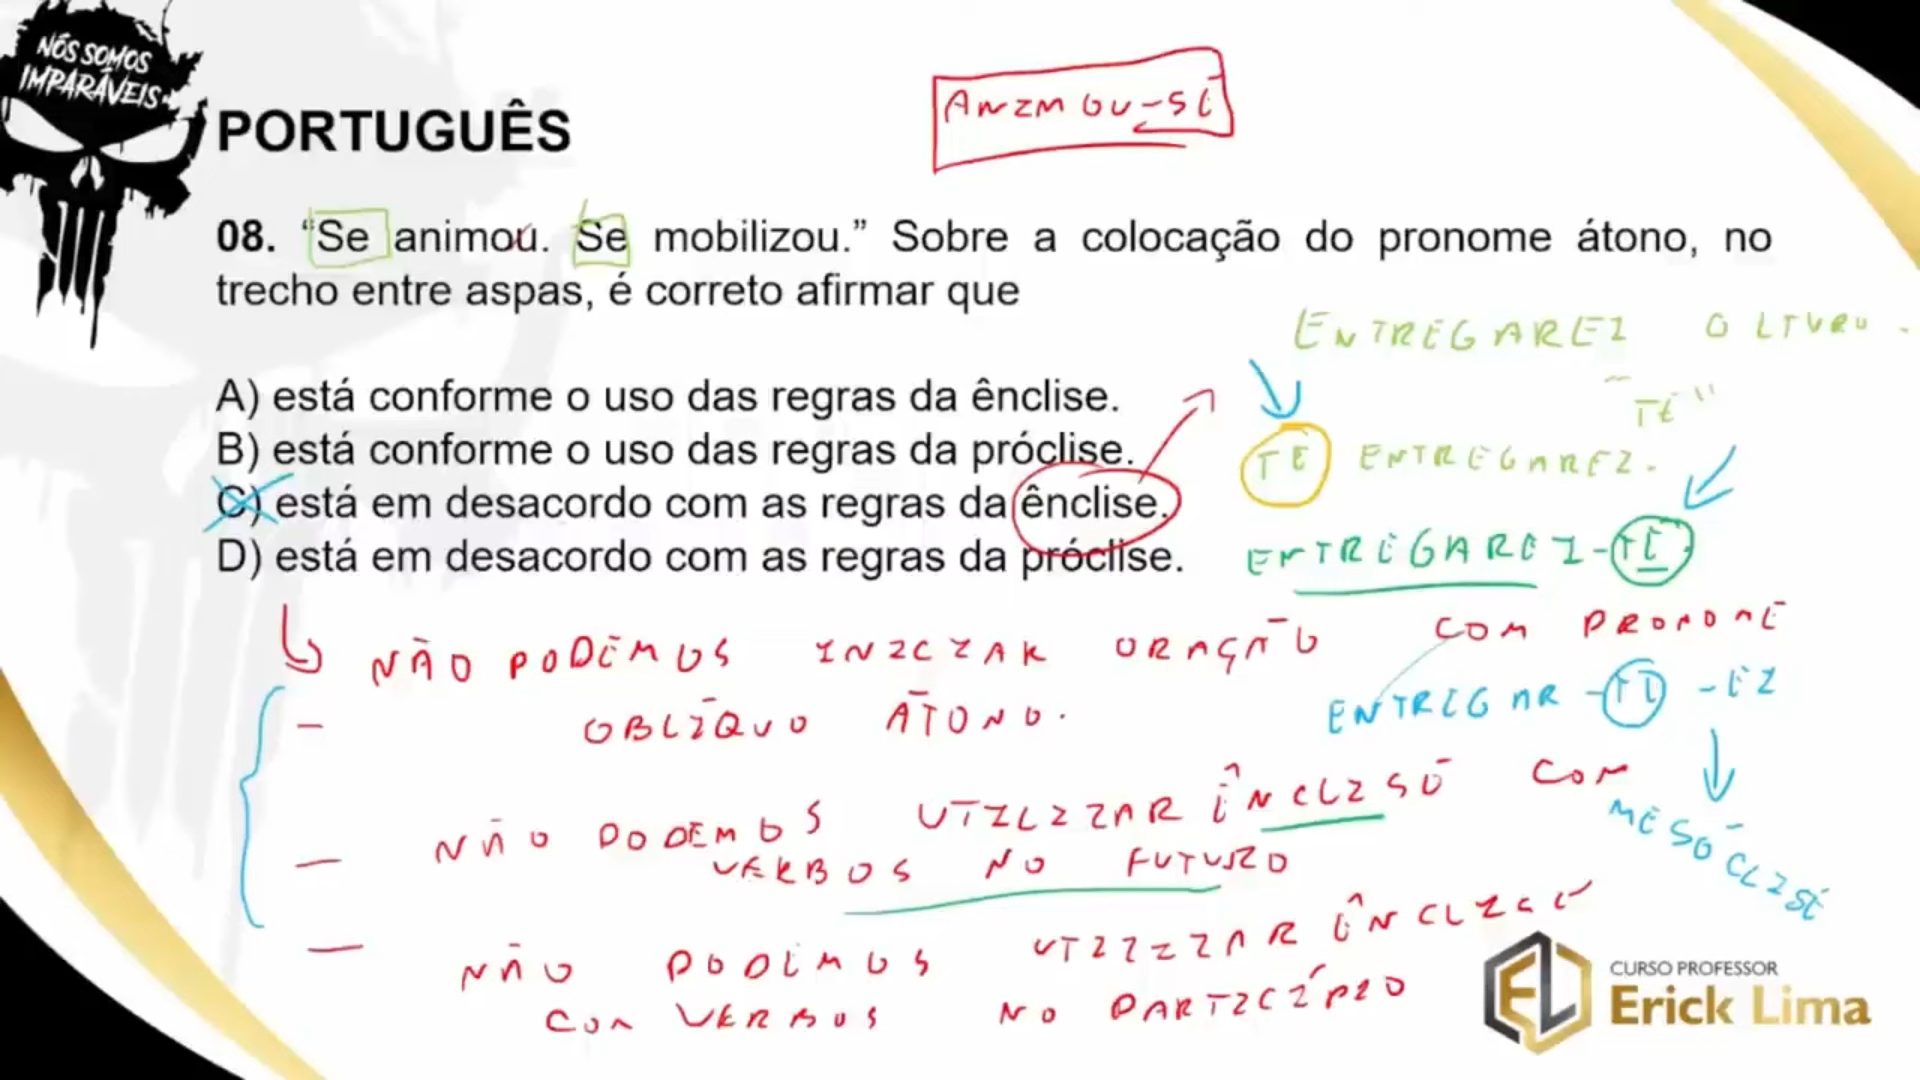 NÓS SOMOS
IMPARÁVEIS
PORTUGUÊS
ANIMOU-SE
08. “Se animou. Se mobilizou.” Sobre a colocação do pronome átono, no
trecho entre aspas, é correto afirmar que
A) está conforme o uso das regras da ênclise.
B) está conforme o uso das regras da próclise.
C) está em desacordo com as regras da ênclise.
D) está em desacordo com as regras da próclise.
ENTREGAREI O LIVRO.
"TE"
TE ENTREGAREI.
ENTREGAREI-TE
NÃO PODEMOS INICIAR ORAÇÃO COM PRONOME
OBLÍQUO ÁTONO.
ENTREGAR-TE-EI
MESÓCLISE
- NÃO PODEMOS UTILIZAR ÊNCLISE COM
VERBOS NO FUTURO
- NÃO PODEMOS UTILIZAR ÊNCLISE
COM VERBOS NO PARTICÍPIO
CURSO PROFESSOR
Erick Lima